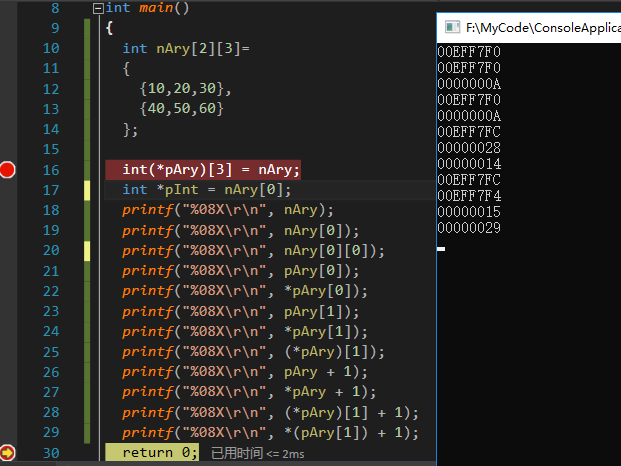 8 int main()
9 {
10 int nAry[2][3]=
11 {
12 {10,20,30},
13 {40,50,60}
14 };
15
16 int(*pAry)[3] = nAry;
17 int *pInt = nAry[0];
18 printf("%08X\r\n", nAry);
19 printf("%08X\r\n", nAry[0]);
20 printf("%08X\r\n", nAry[0][0]);
21 printf("%08X\r\n", pAry[0]);
22 printf("%08X\r\n", *pAry[0]);
23 printf("%08X\r\n", pAry[1]);
24 printf("%08X\r\n", *pAry[1]);
25 printf("%08X\r\n", (*pAry)[1]);
26 printf("%08X\r\n", pAry + 1);
27 printf("%08X\r\n", *pAry + 1);
28 printf("%08X\r\n", (*pAry)[1] + 1);
29 printf("%08X\r\n", *(pAry[1]) + 1);
30 return 0; 已用时间 <= 2ms
F:\MyCode\ConsoleApplica
00EFF7F0
00EFF7F0
0000000A
00EFF7F0
0000000A
00EFF7FC
00000028
00000014
00EFF7FC
00EFF7F4
00000015
00000029